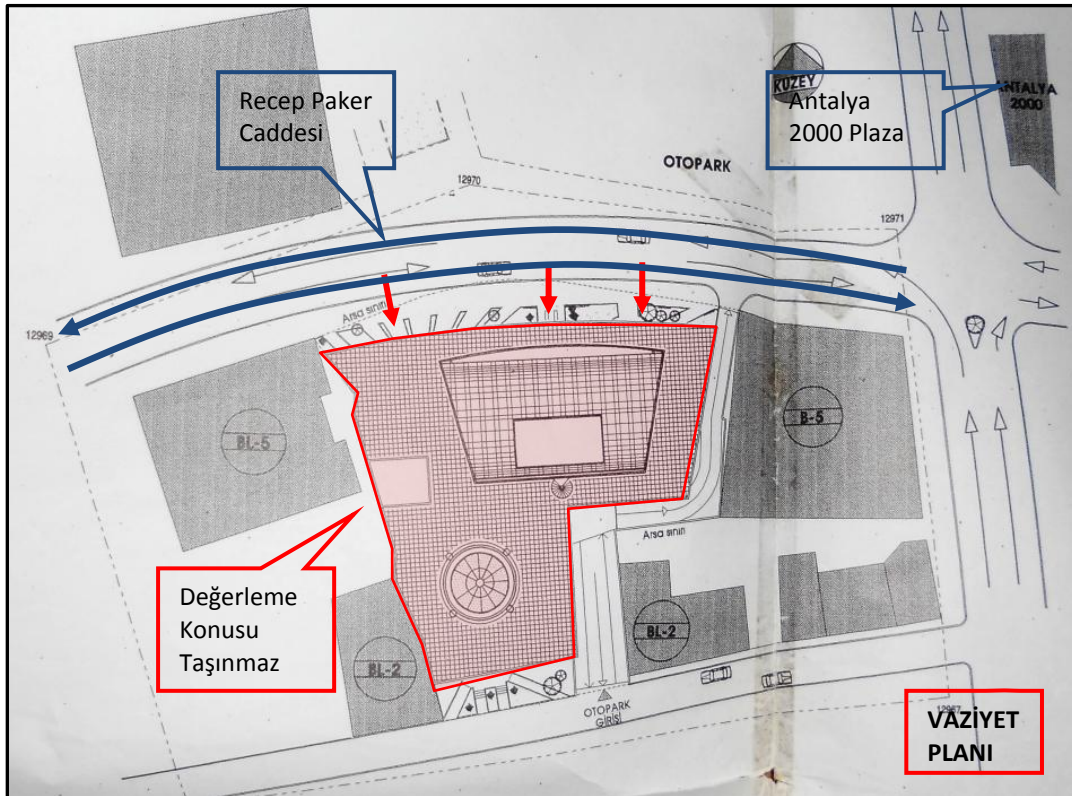 Recep Paker
Caddesi
KUZEY
Antalya
2000 Plaza
ANTALYA
2000
OTOPARK
12970
12971
12969
Arsa sınırı
BL-5
B-5
Arsa sınırı
Değerleme
Konusu
Taşınmaz
BL-2
BL-2
OTOPARK
GİRİŞİ
12967
VAZİYET
PLANI